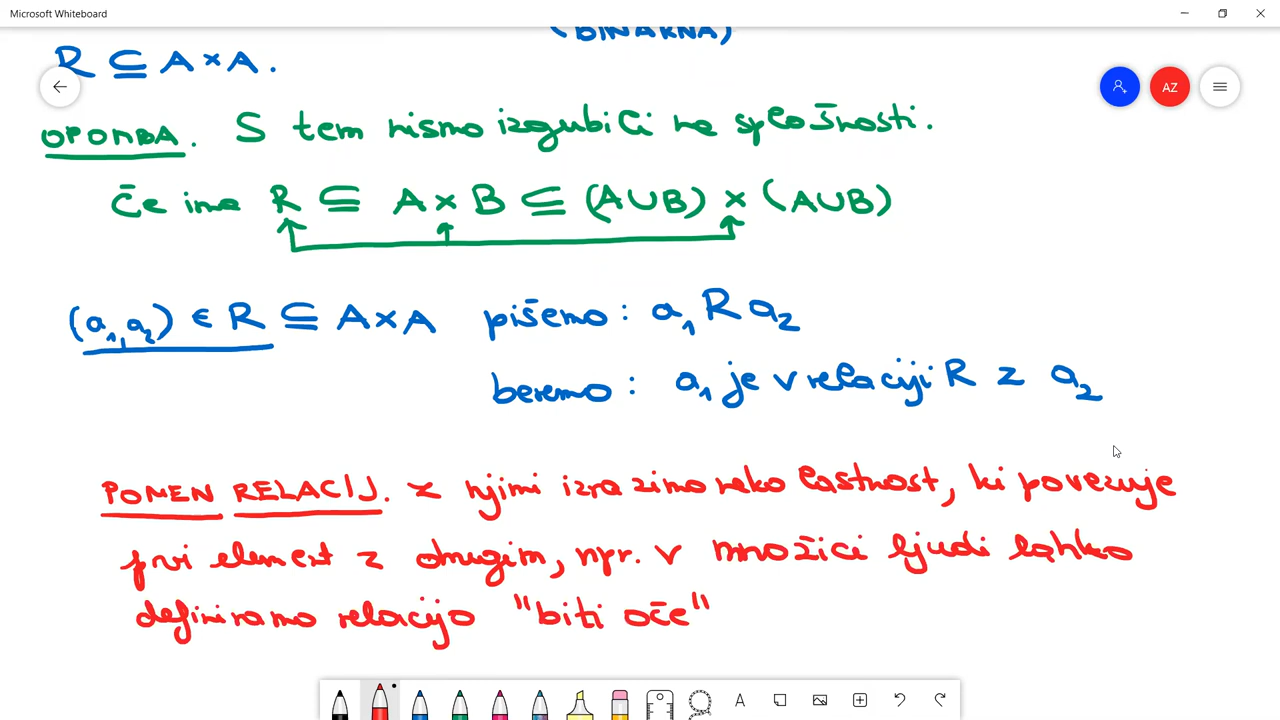 Microsoft Whiteboard
(BINARNA)
R ⊆ A × A.
AZ
OPOMBA. S tem nismo izgubili na splošnosti.
Če ima R ⊆ A × B ⊆ (A∪B) × (A∪B)
(a₁, a₂) ∈ R ⊆ A × A pišemo: a₁ R a₂
beremo: a₁ je v relaciji R z a₂
POMEN RELACIJ. z njimi izrazimo neko lastnost, ki povezuje
prvi element z drugim, npr. v množici ljudi lahko
definiramo relacijo "biti oče"
A